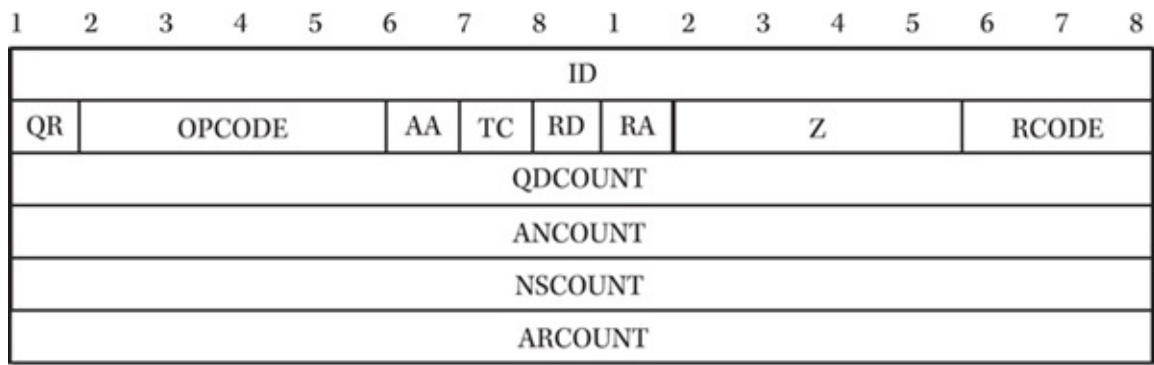 1 2 3 4 5 6 7 8 1 2 3 4 5 6 7 8
ID
QR OPCODE AA TC RD RA Z RCODE
QDCOUNT
ANCOUNT
NSCOUNT
ARCOUNT